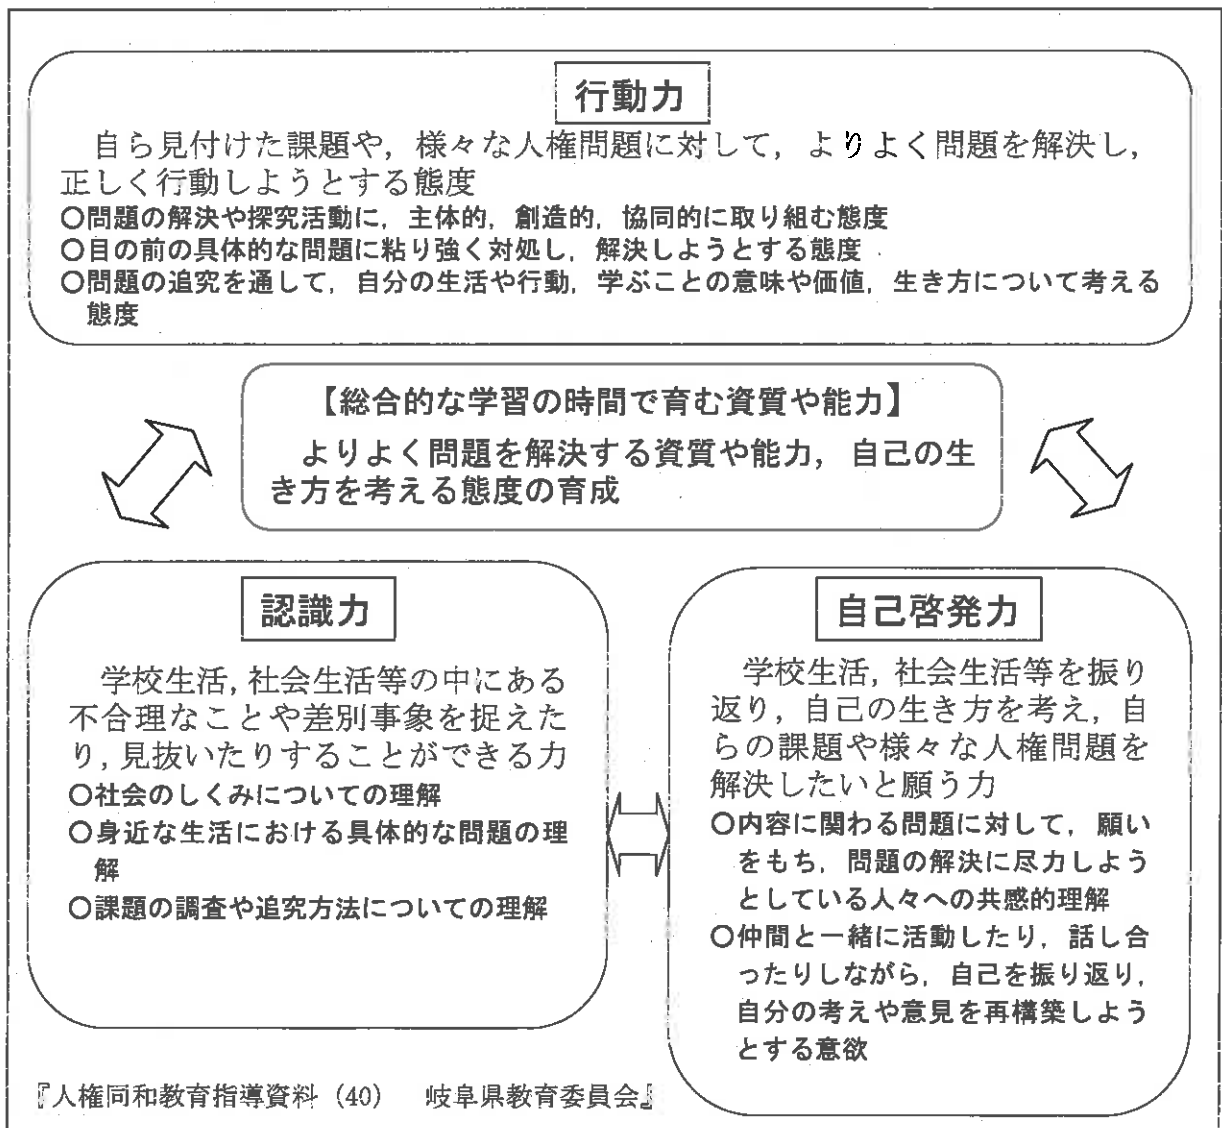 行動力
自ら見付けた課題や，様々な人権問題に対して，よりよく問題を解決し，
正しく行動しようとする態度
○問題の解決や探究活動に，主体的，創造的，協同的に取り組む態度
○目の前の具体的な問題に粘り強く対処し，解決しようとする態度
○問題の追究を通して，自分の生活や行動，学ぶことの意味や価値，生き方について考える
態度
【総合的な学習の時間で育む資質や能力】
よりよく問題を解決する資質や能力，自己の生
き方を考える態度の育成
認識力
学校生活，社会生活等の中にある
不合理なことや差別事象を捉えた
り，見抜いたりすることができる力
○社会のしくみについての理解
○身近な生活における具体的な問題の理
解
○課題の調査や追究方法についての理解
自己啓発力
学校生活，社会生活等を振り
返り，自己の生き方を考え，自
らの課題や様々な人権問題を
解決したいと願う力
○内容に関わる問題に対して，願い
をもち，問題の解決に尽力しよう
としている人々への共感的理解
○仲間と一緒に活動したり，話し合
ったりしながら，自己を振り返り，
自分の考えや意見を再構築しよう
とする意欲
『人権同和教育指導資料（40）　岐阜県教育委員会』